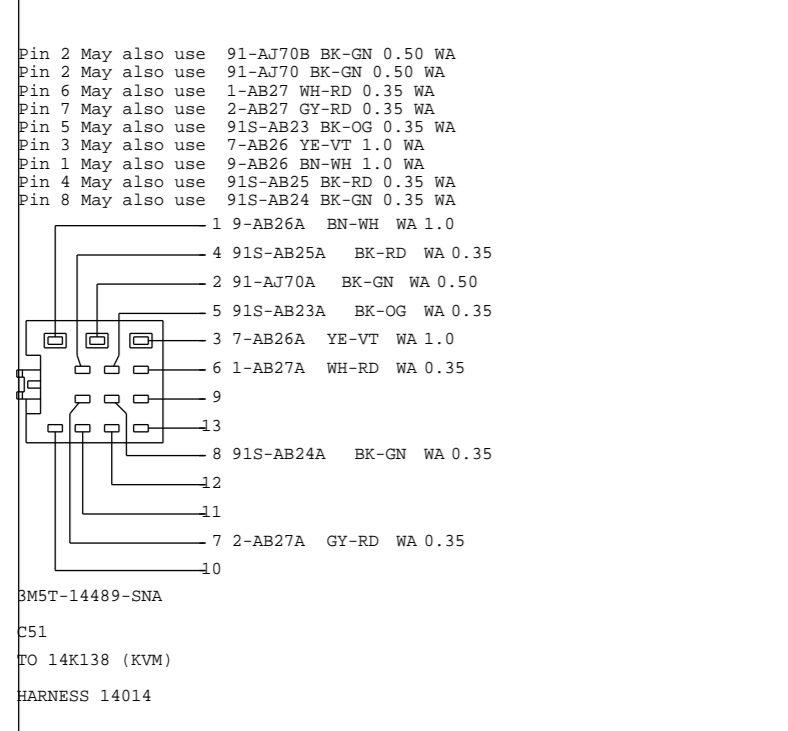 Pin 2 May also use 91-AJ70B BK-GN 0.50 WA
Pin 2 May also use 91-AJ70 BK-GN 0.50 WA
Pin 6 May also use 1-AB27 WH-RD 0.35 WA
Pin 7 May also use 2-AB27 GY-RD 0.35 WA
Pin 5 May also use 91S-AB23 BK-OG 0.35 WA
Pin 3 May also use 7-AB26 YE-VT 1.0 WA
Pin 1 May also use 9-AB26 BN-WH 1.0 WA
Pin 4 May also use 91S-AB25 BK-RD 0.35 WA
Pin 8 May also use 91S-AB24 BK-GN 0.35 WA
1 9-AB26A BN-WH WA 1.0
4 91S-AB25A BK-RD WA 0.35
2 91-AJ70A BK-GN WA 0.50
5 91S-AB23A BK-OG WA 0.35
3 7-AB26A YE-VT WA 1.0
6 1-AB27A WH-RD WA 0.35
9
13
8 91S-AB24A BK-GN WA 0.35
12
11
7 2-AB27A GY-RD WA 0.35
10
3M5T-14489-SNA
C51
TO 14K138 (KVM)
HARNESS 14014